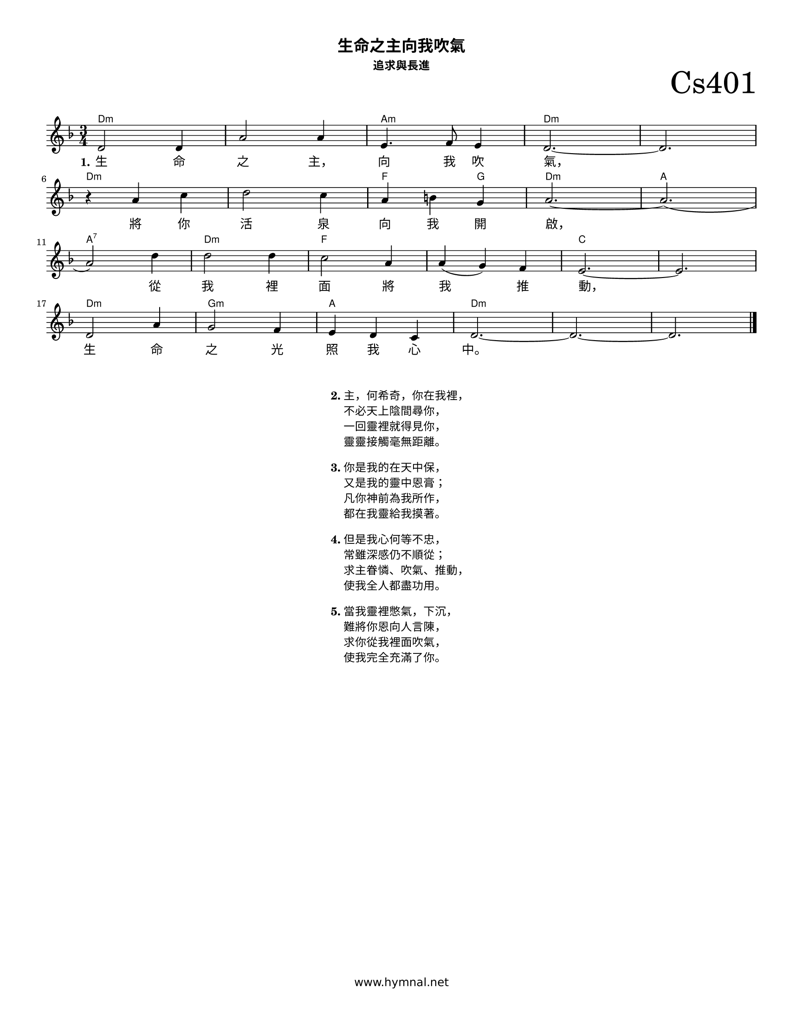 生命之主向我吹氣
追求與長進
Cs401
Dm Am Dm
1. 生 命 之 主， 向 我 吹 氣，
6 Dm F G Dm A
將 你 活 泉 向 我 開 啟，
11 A7 Dm F C
從 我 裡 面 將 我 推 動，
17 Dm Gm A Dm
生 命 之 光 照 我 心 中。
2. 主，何希奇，你在我裡，
不必天上陰間尋你，
一回靈裡就得見你，
靈靈接觸毫無距離。
3. 你是我的在天中保，
又是我的靈中恩膏；
凡你神前為我所作，
都在我靈給我摸著。
4. 但是我心何等不忠，
常雖深感仍不順從；
求主眷憐、吹氣、推動，
使我全人都盡功用。
5. 當我靈裡憋氣，下沉，
難將你恩向人言陳，
求你從我裡面吹氣，
使我完全充滿了你。
www.hymnal.net